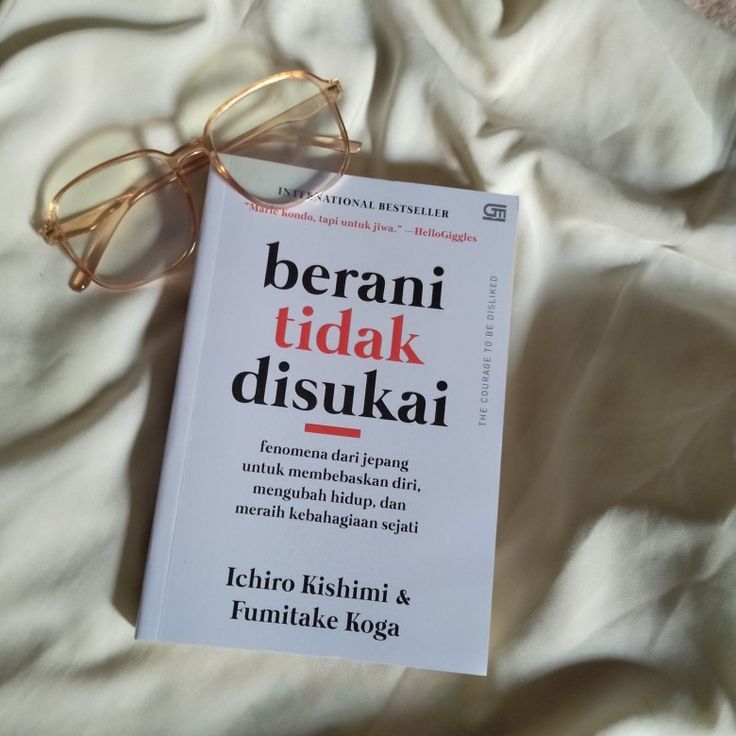 INTERNATIONAL BESTSELLER
"Marie Kondo, tapi untuk jiwa." —HelloGiggles
GM
berani
tidak
disukai
THE COURAGE TO BE DISLIKED
fenomena dari jepang
untuk membebaskan diri,
mengubah hidup, dan
meraih kebahagiaan sejati
Ichiro Kishimi &
Fumitake Koga